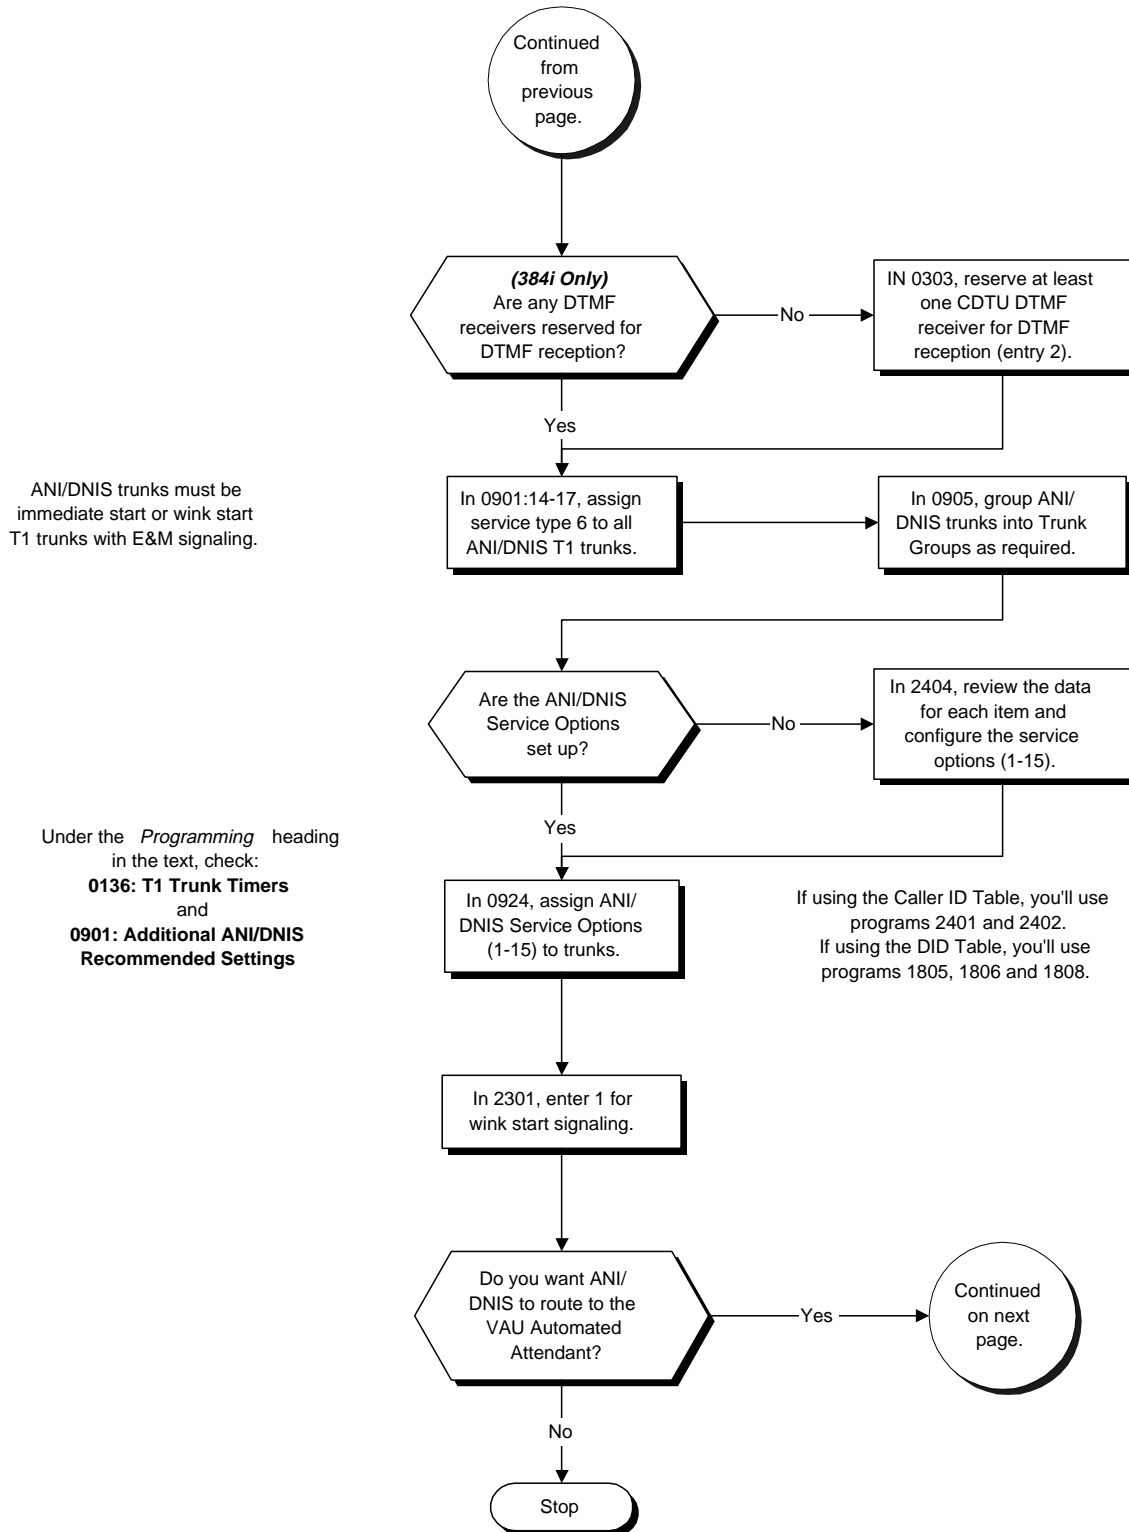 Continued
from
previous
page.
(384i Only)
Are any DTMF
receivers reserved for
DTMF reception?
No
IN 0303, reserve at least
one CDTU DTMF
receiver for DTMF
reception (entry 2).
Yes
ANI/DNIS trunks must be
immediate start or wink start
T1 trunks with E&M signaling.
In 0901:14-17, assign
service type 6 to all
ANI/DNIS T1 trunks.
In 0905, group ANI/
DNIS trunks into Trunk
Groups as required.
Are the ANI/DNIS
Service Options
set up?
No
In 2404, review the data
for each item and
configure the service
options (1-15).
Yes
Under the Programming heading
in the text, check:
0136: T1 Trunk Timers
and
0901: Additional ANI/DNIS
Recommended Settings
In 0924, assign ANI/
DNIS Service Options
(1-15) to trunks.
If using the Caller ID Table, you'll use
programs 2401 and 2402.
If using the DID Table, you'll use
programs 1805, 1806 and 1808.
In 2301, enter 1 for
wink start signaling.
Do you want ANI/
DNIS to route to the
VAU Automated
Attendant?
Yes
Continued
on next
page.
No
Stop